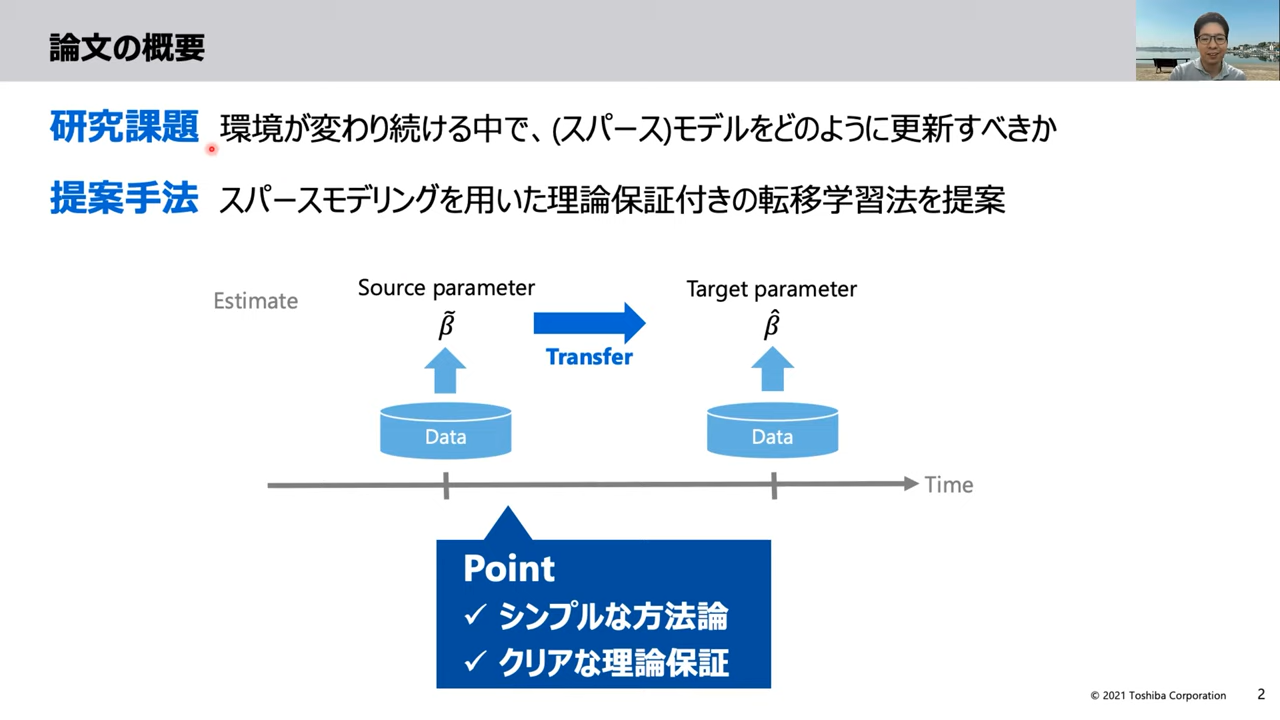 論文の概要
研究課題 環境が変わり続ける中で、(スパース)モデルをどのように更新すべきか
提案手法 スパースモデリングを用いた理論保証付きの転移学習法を提案
Estimate
Source parameter
Target parameter
β̃
β̂
Transfer
Data
Data
Time
Point
✓ シンプルな方法論
✓ クリアな理論保証
© 2021 Toshiba Corporation 2